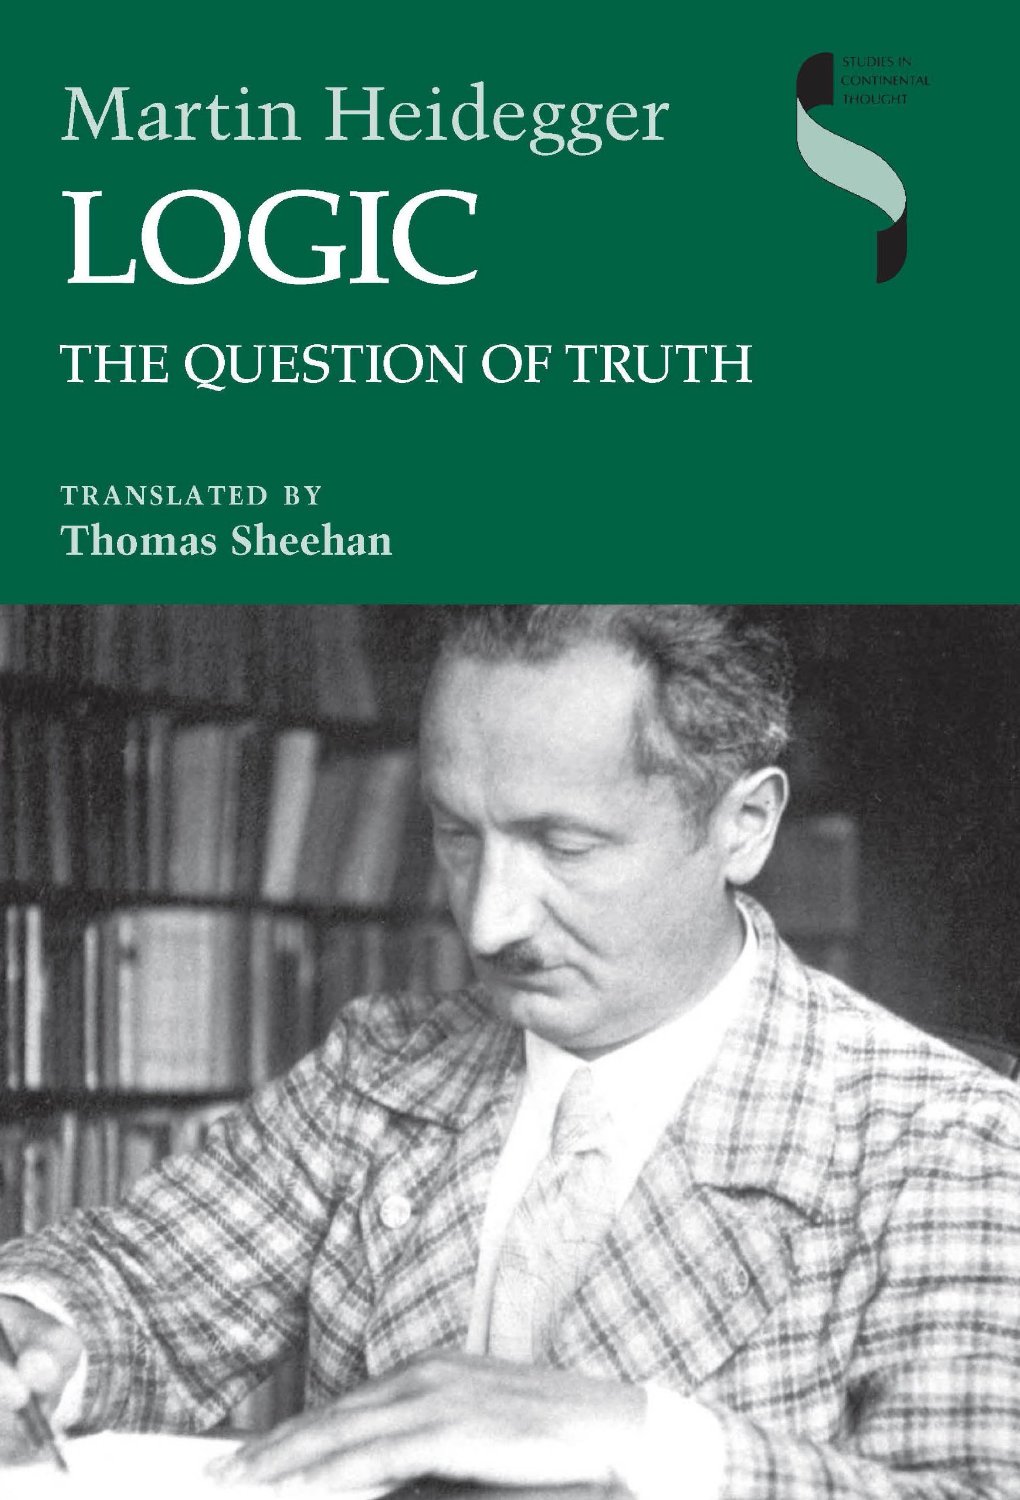 STUDIES IN
CONTINENTAL
THOUGHT
Martin Heidegger
LOGIC
THE QUESTION OF TRUTH
TRANSLATED BY
Thomas Sheehan